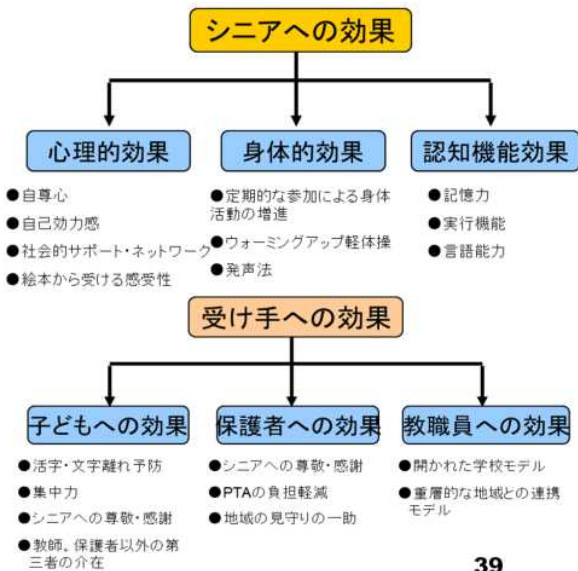 シニアへの効果
心理的効果
●自尊心
●自己効力感
●社会的サポート・ネットワーク
●絵本から受ける感受性
身体的効果
●定期的な参加による身体
活動の増進
●ウォーミングアップ軽体操
●発声法
認知機能効果
●記憶力
●実行機能
●言語能力
受け手への効果
子どもへの効果
●活字・文字離れ予防
●集中力
●シニアへの尊敬・感謝
●教師。保護者以外の第
三者の介在
保護者への効果
●シニアへの尊敬・感謝
●PTAの負担軽減
●地域の見守りの一助
教職員への効果
●開かれた学校モデル
●重層的な地域との連携
モデル
39